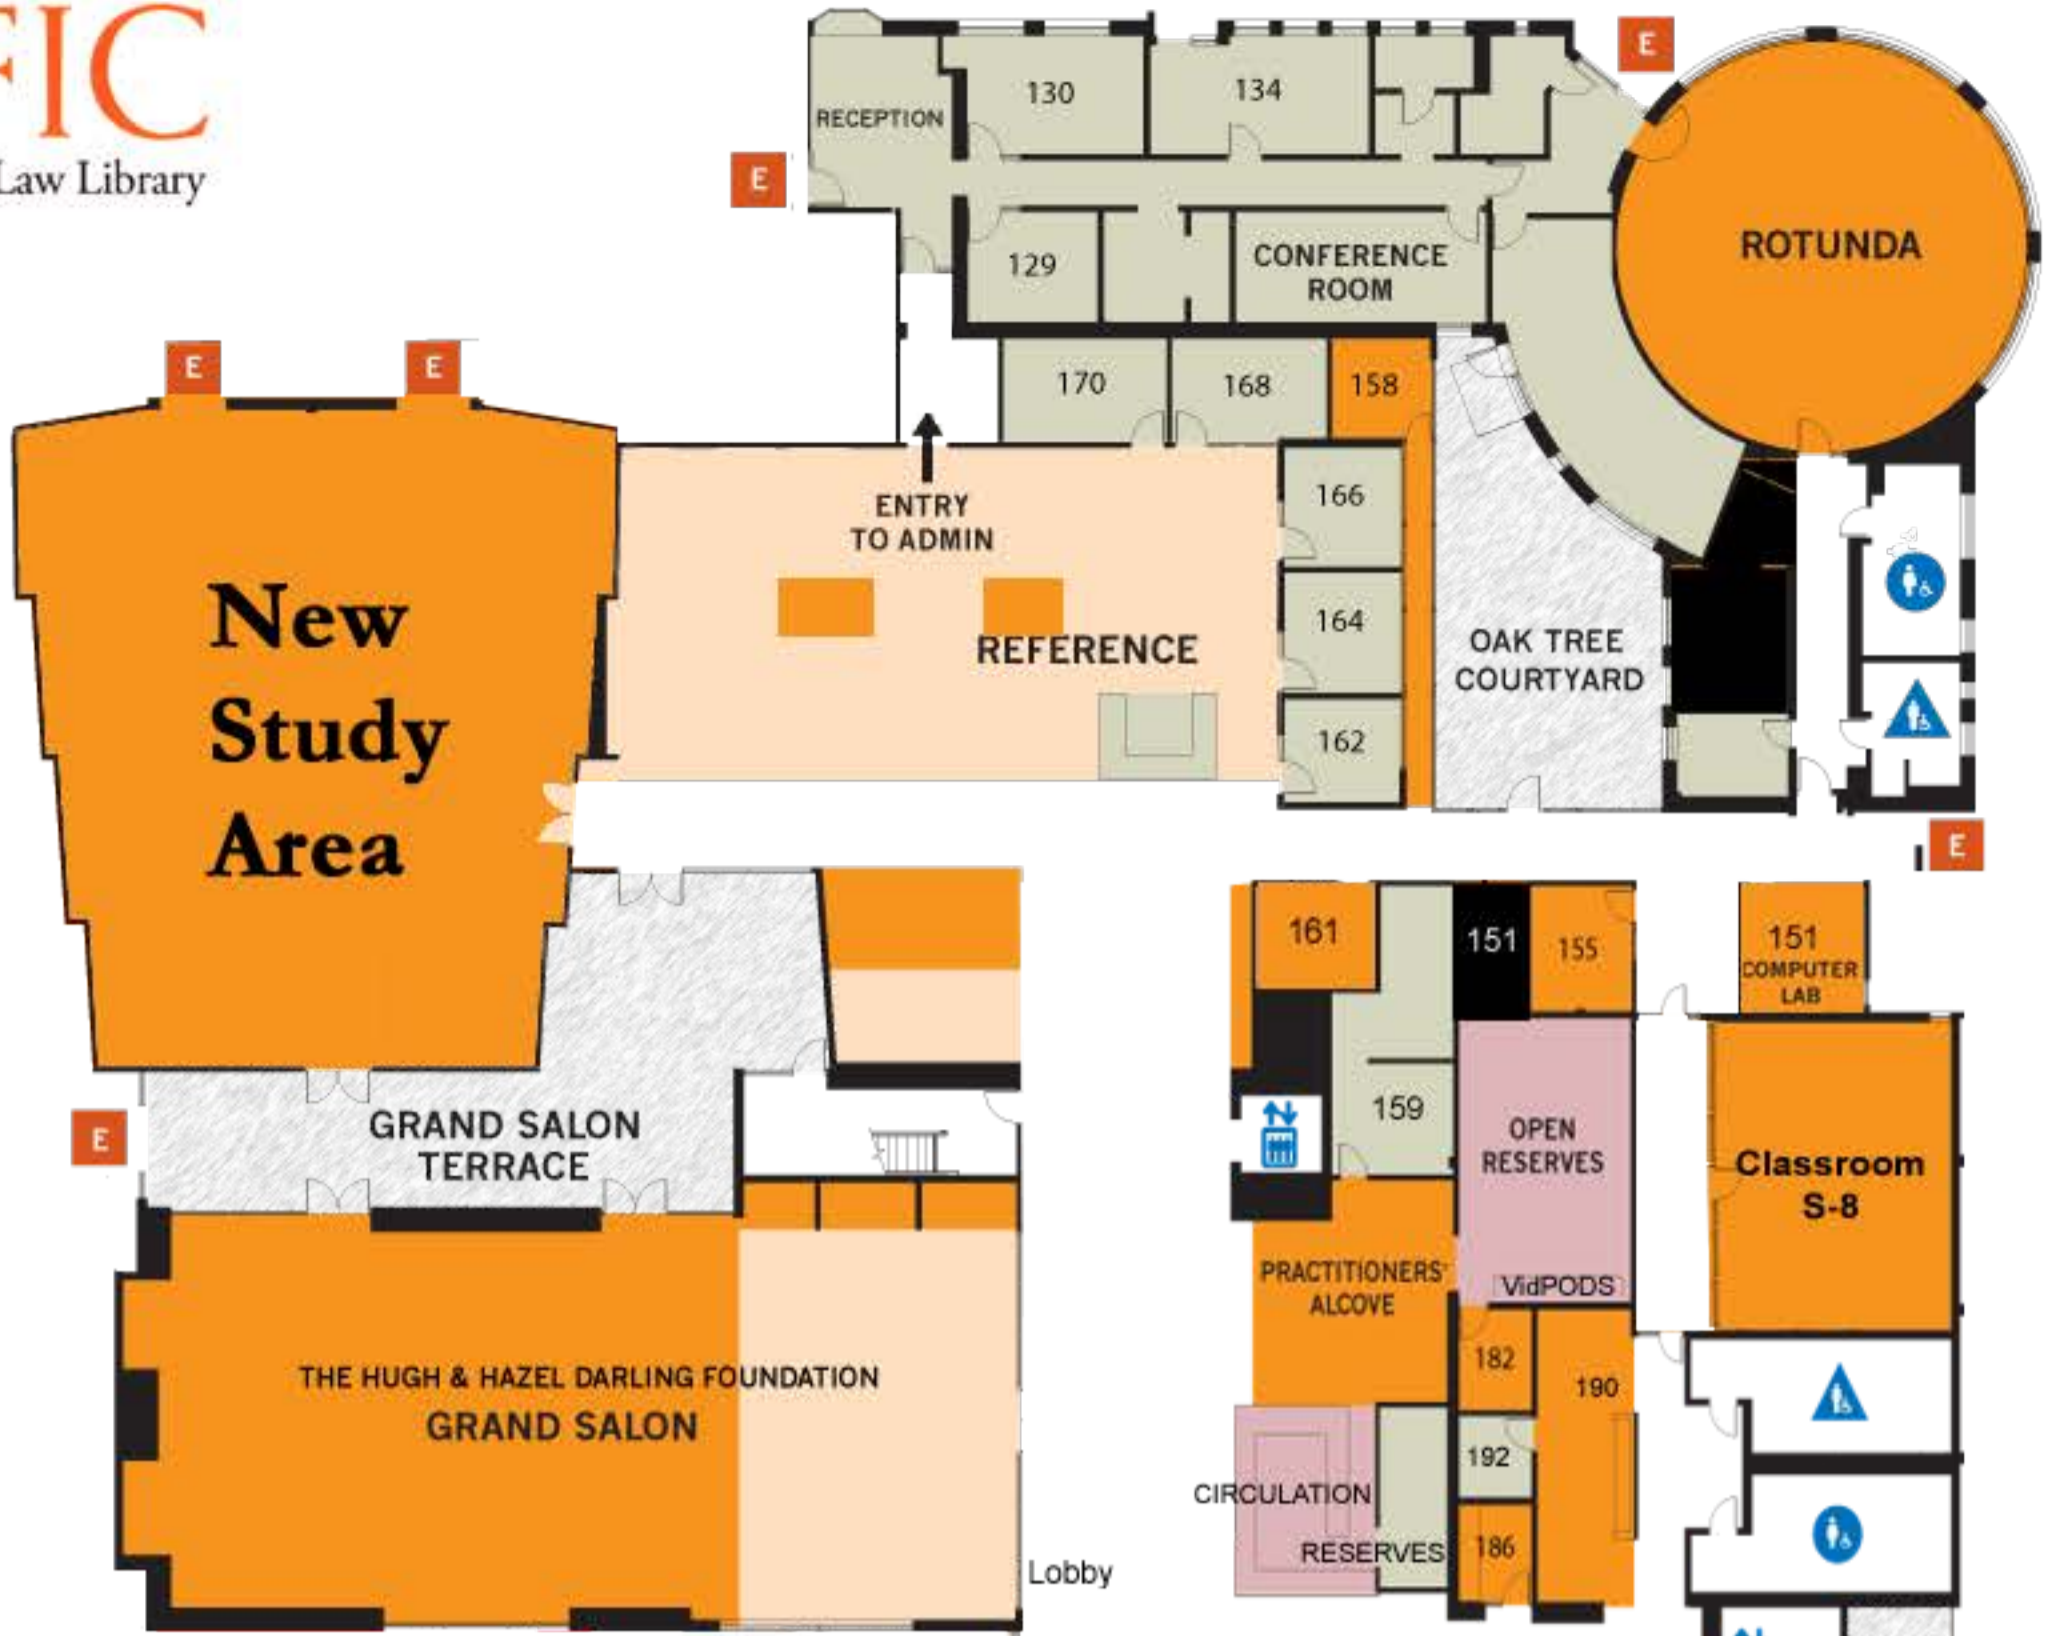 FIC
Law Library
E
RECEPTION
130
134
E
ROTUNDA
129
CONFERENCE
ROOM
E
E
170
168
158
166
ENTRY
TO ADMIN
New
Study
Area
REFERENCE
164
162
OAK TREE
COURTYARD
E
161
151
155
151
COMPUTER
LAB
E
GRAND SALON
TERRACE
159
OPEN
RESERVES
Classroom
S-8
PRACTITIONERS'
ALCOVE
VidPODS
182
190
THE HUGH & HAZEL DARLING FOUNDATION
GRAND SALON
192
CIRCULATION
RESERVES
186
Lobby
E